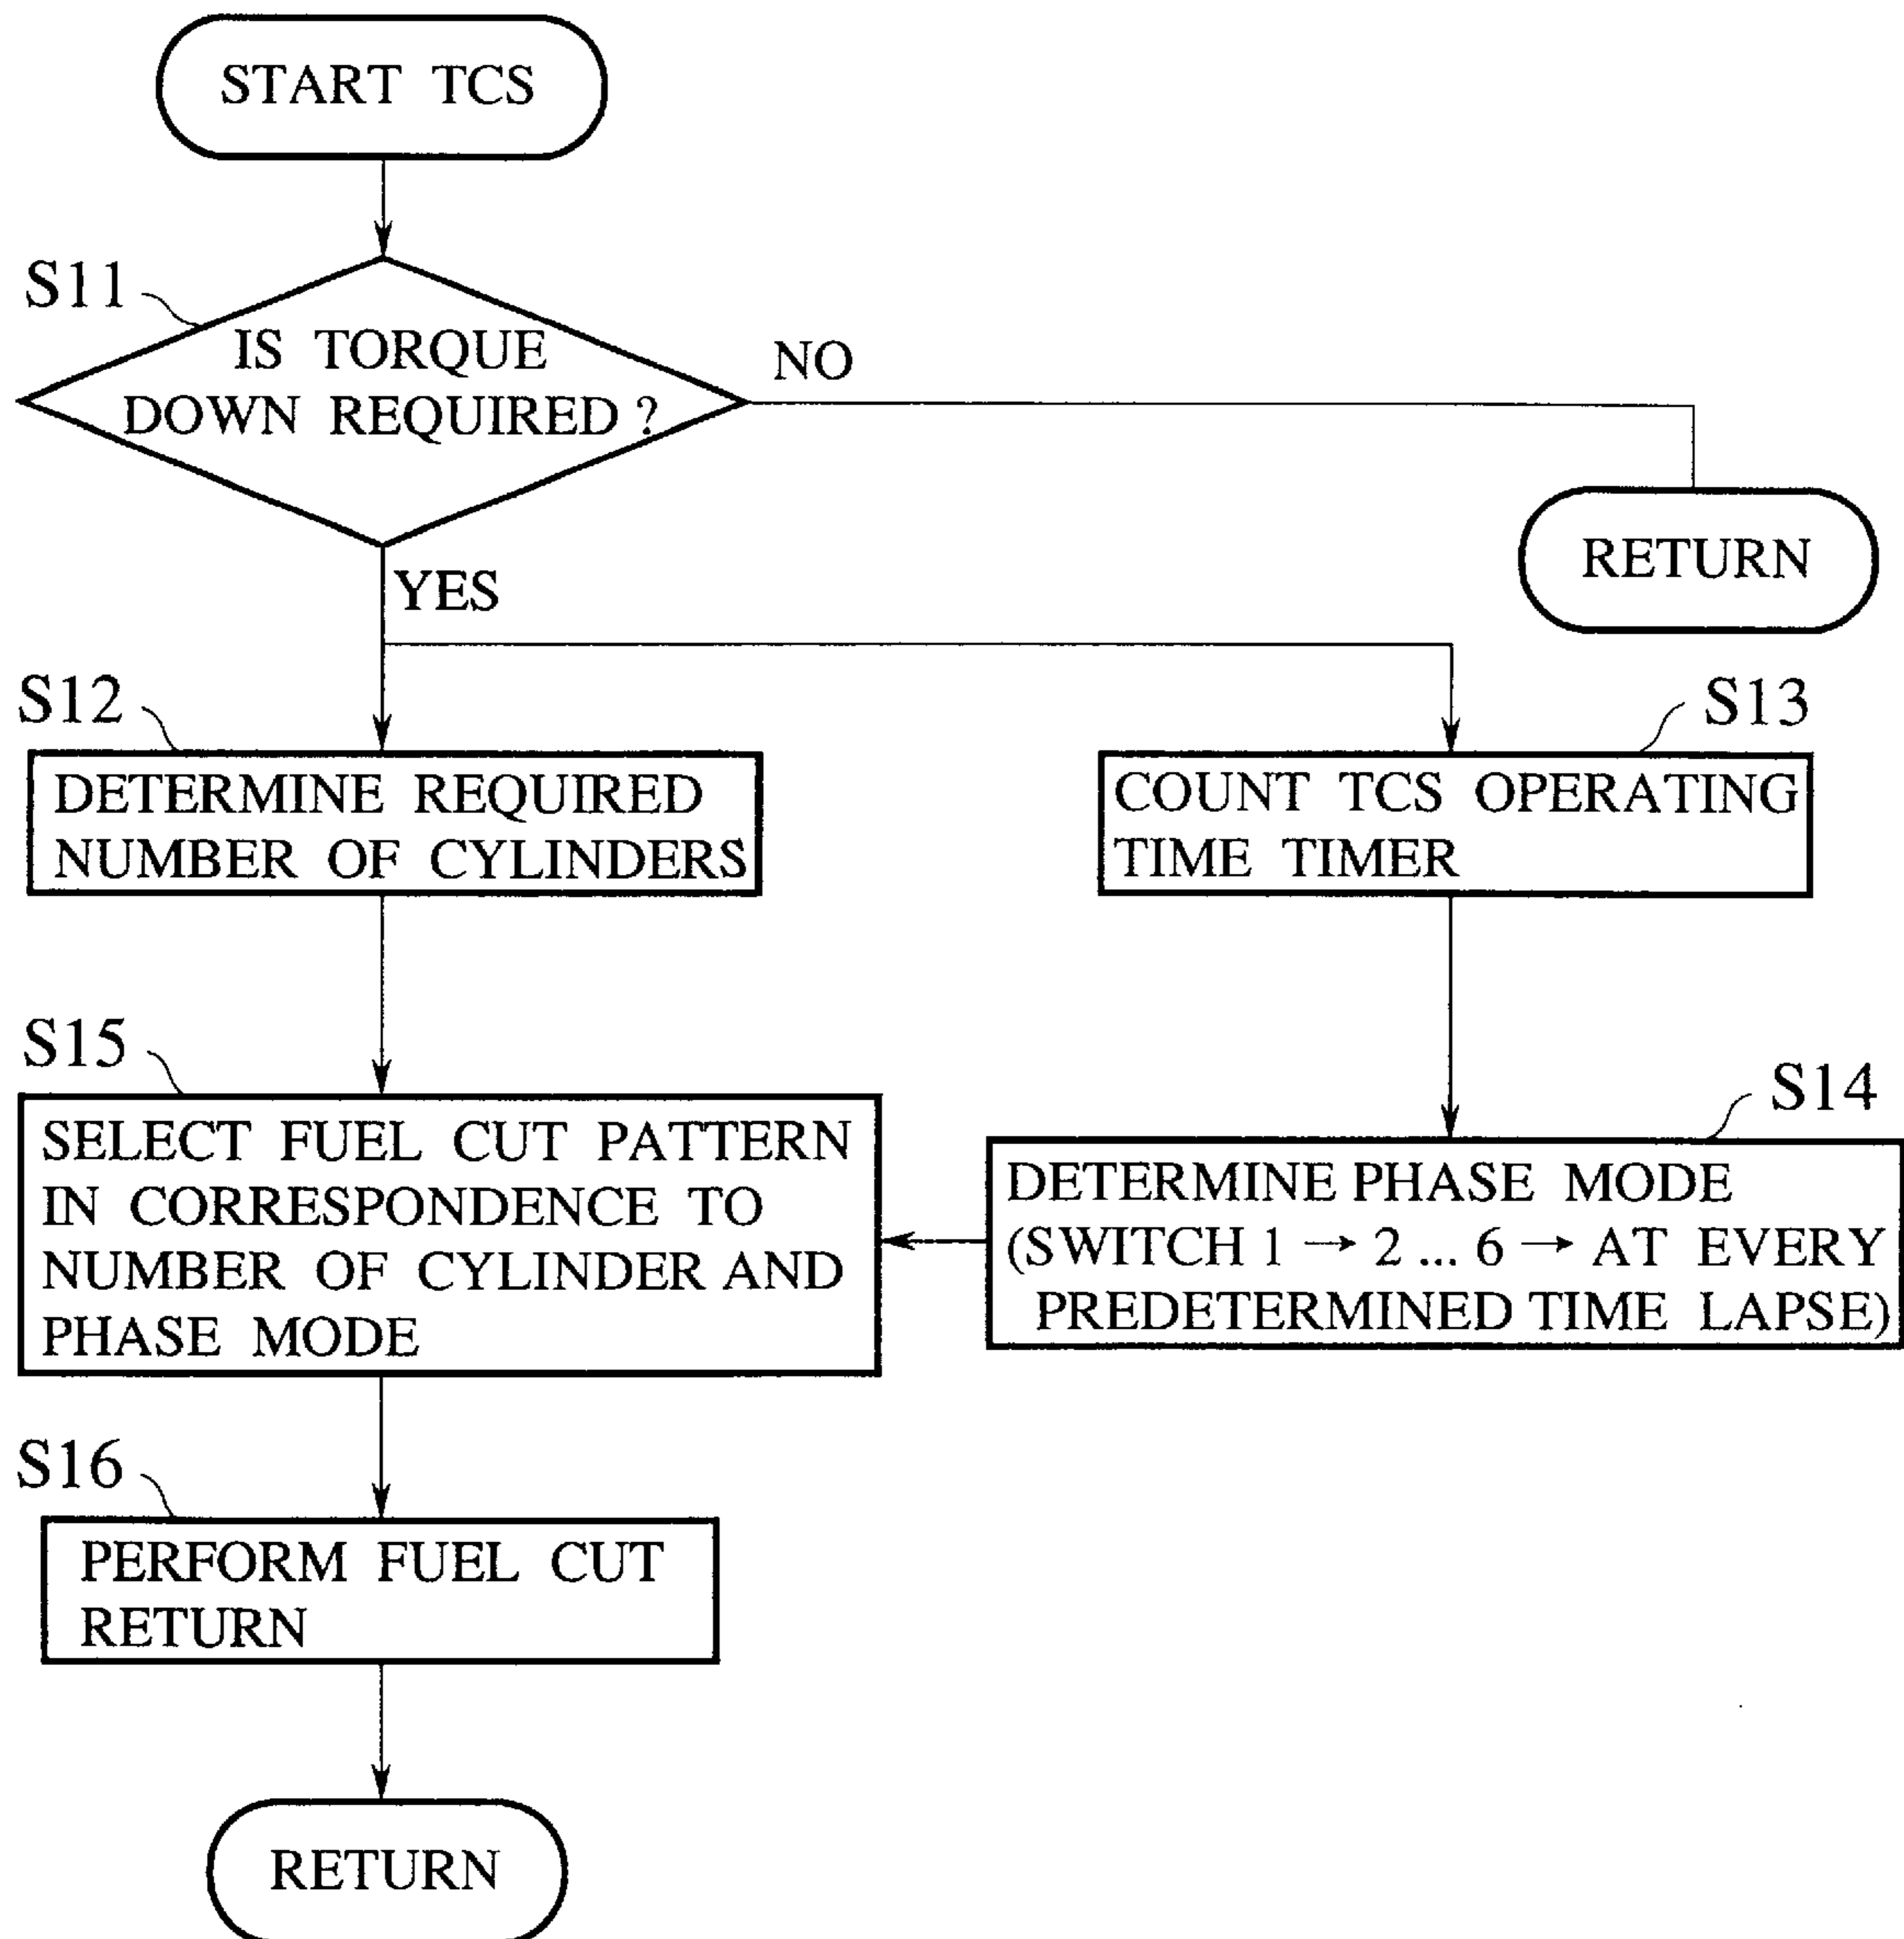 START TCS
S11
IS TORQUE
DOWN REQUIRED ?
NO
RETURN
YES
S12
DETERMINE REQUIRED
NUMBER OF CYLINDERS
S13
COUNT TCS OPERATING
TIME TIMER
S15
SELECT FUEL CUT PATTERN
IN CORRESPONDENCE TO
NUMBER OF CYLINDER AND
PHASE MODE
S14
DETERMINE PHASE MODE
(SWITCH 1 → 2 ... 6 → AT EVERY
PREDETERMINED TIME LAPSE)
S16
PERFORM FUEL CUT
RETURN
RETURN